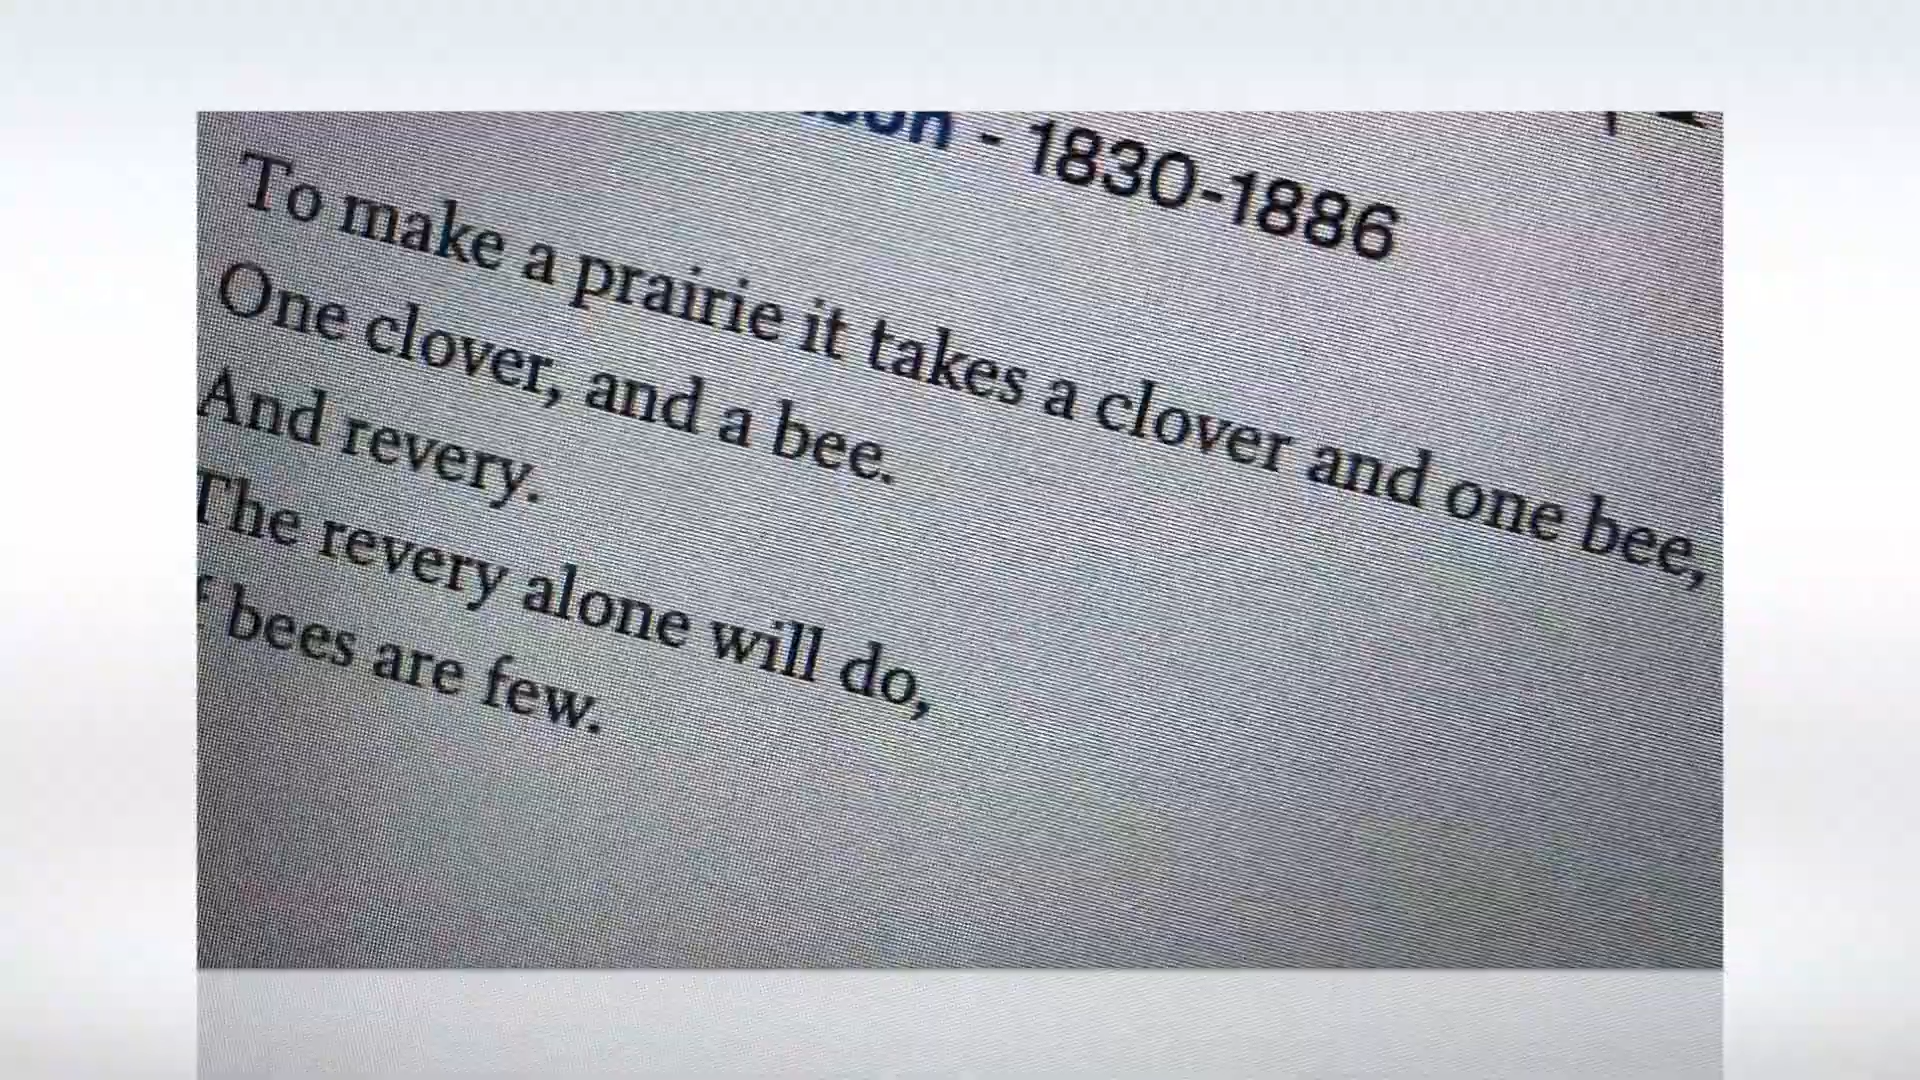 - 1830-1886
To make a prairie it takes a clover and one bee,
One clover, and a bee.
And revery.
The revery alone will do,
bees are few.